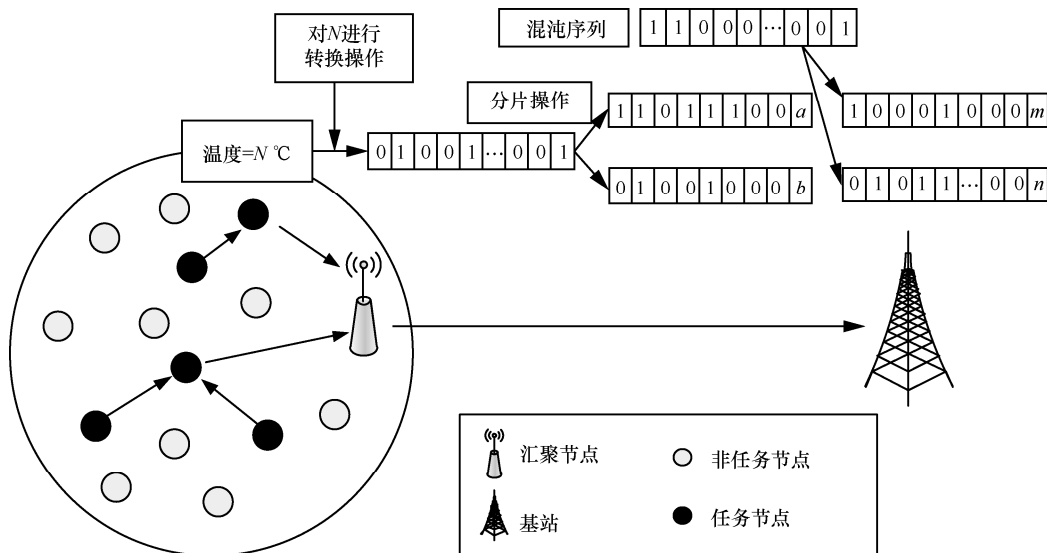 对N进行
转换操作
混沌序列
1 1 0 0 0 ... 0 0 1
分片操作
1 1 0 1 1 1 0 0 a
1 0 0 0 1 0 0 0 m
温度=N ℃
0 1 0 0 1 ... 0 0 1
0 1 0 0 1 0 0 0 b
0 1 0 1 1 ... 0 0 n
汇聚节点
非任务节点
基站
任务节点